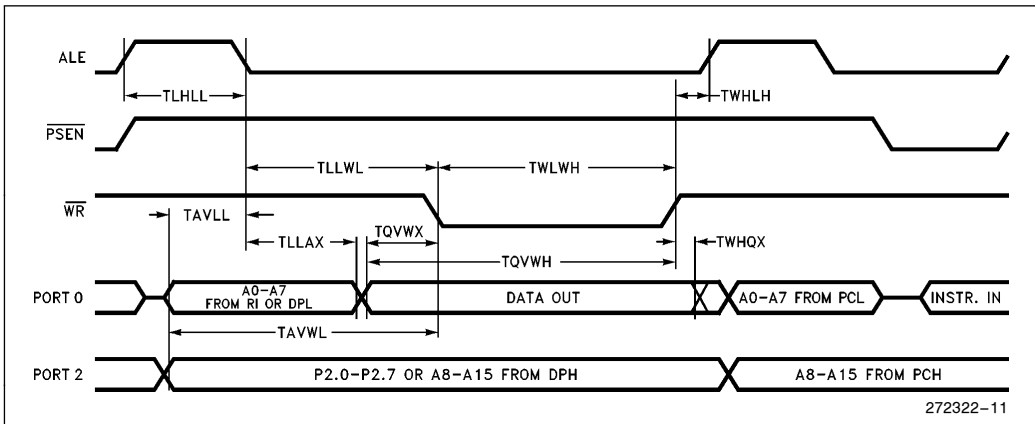 ALE
TLHLL
TWHLH
PSEN
TLLWL
TWLWH
WR
TAVLL
TQVWX
TLLAX
TWHQX
TQVWH
PORT 0
A0–A7
FROM RI OR DPL
DATA OUT
A0–A7 FROM PCL
INSTR. IN
TAVWL
PORT 2
P2.0–P2.7 OR A8–A15 FROM DPH
A8–A15 FROM PCH
272322–11